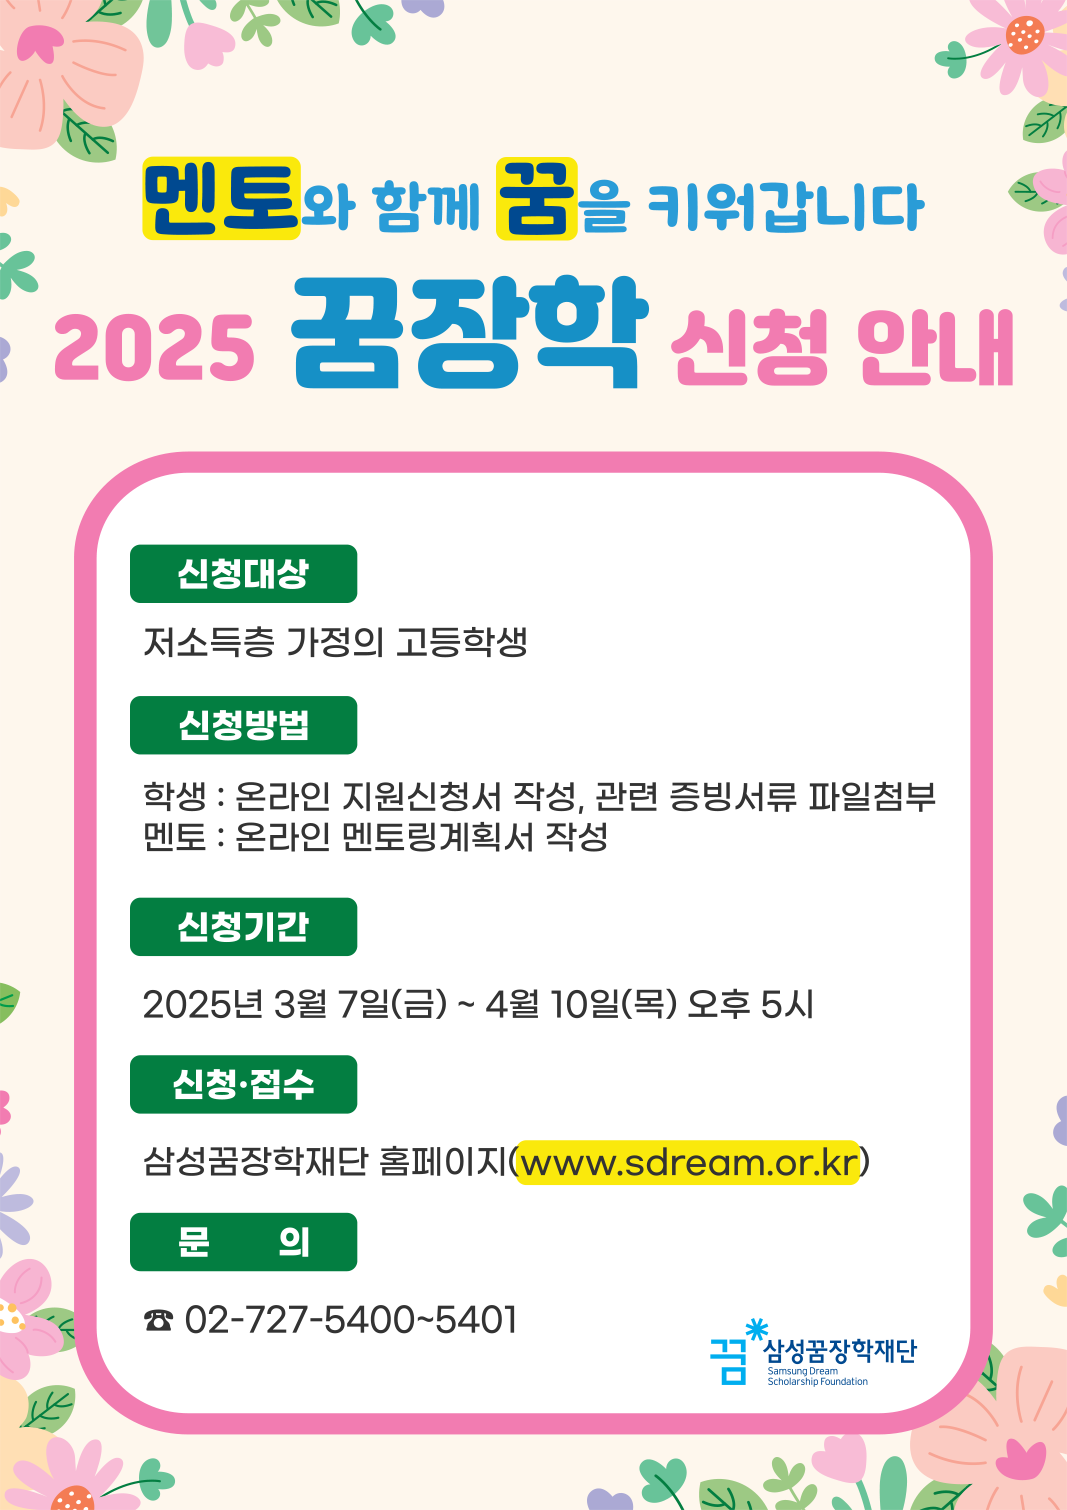 멘토와 함께 꿈을 키워갑니다
2025 꿈장학 신청 안내
신청대상
저소득층 가정의 고등학생
신청방법
학생 : 온라인 지원신청서 작성, 관련 증빙서류 파일첨부
멘토 : 온라인 멘토링계획서 작성
신청기간
2025년 3월 7일(금) ~ 4월 10일(목) 오후 5시
신청·접수
삼성꿈장학재단 홈페이지(www.sdream.or.kr)
문 의
☎ 02-727-5400~5401
꿈*삼성꿈장학재단
Samsung Dream
Scholarship Foundation